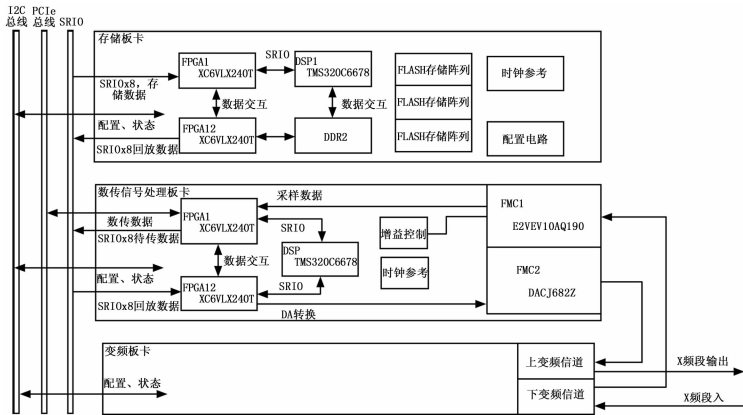 I2C
总线
PCIe
总线
SRIO
存储板卡
FPGA1
XC6VLX240T
SRIO
DSP1
TMS320C6678
FLASH存储阵列
时钟参考
SRIOx8，存
储数据
数据交互
数据交互
FLASH存储阵列
配置、状态
FPGA12
XC6VLX240T
DDR2
FLASH存储阵列
配电路
SRIOx8回放数据
数传信号处理板卡
FPGA1
XC6VLX240T
采样数据
FMC1
E2VEV10AQ190
数传数据
SRIOx8待传数据
SRIO
增益控制
DSP
TMS320C6678
数据交互
配置、状态
FPGA12
XC6VLX240T
SRIO
时钟参考
FMC2
DACJ682Z
SRIOx8回放数据
DA转换
变频板卡
上变频信道
X频段输出
配置、状态
下变频信道
X频段入